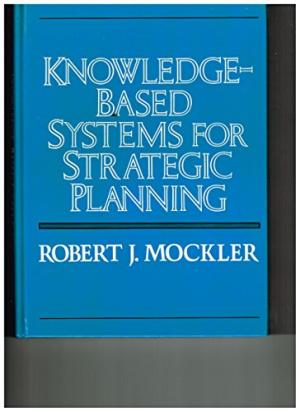 KNOWLEDGE-
BASED
SYSTEMS FOR
STRATEGIC
PLANNING
ROBERT J. MOCKLER